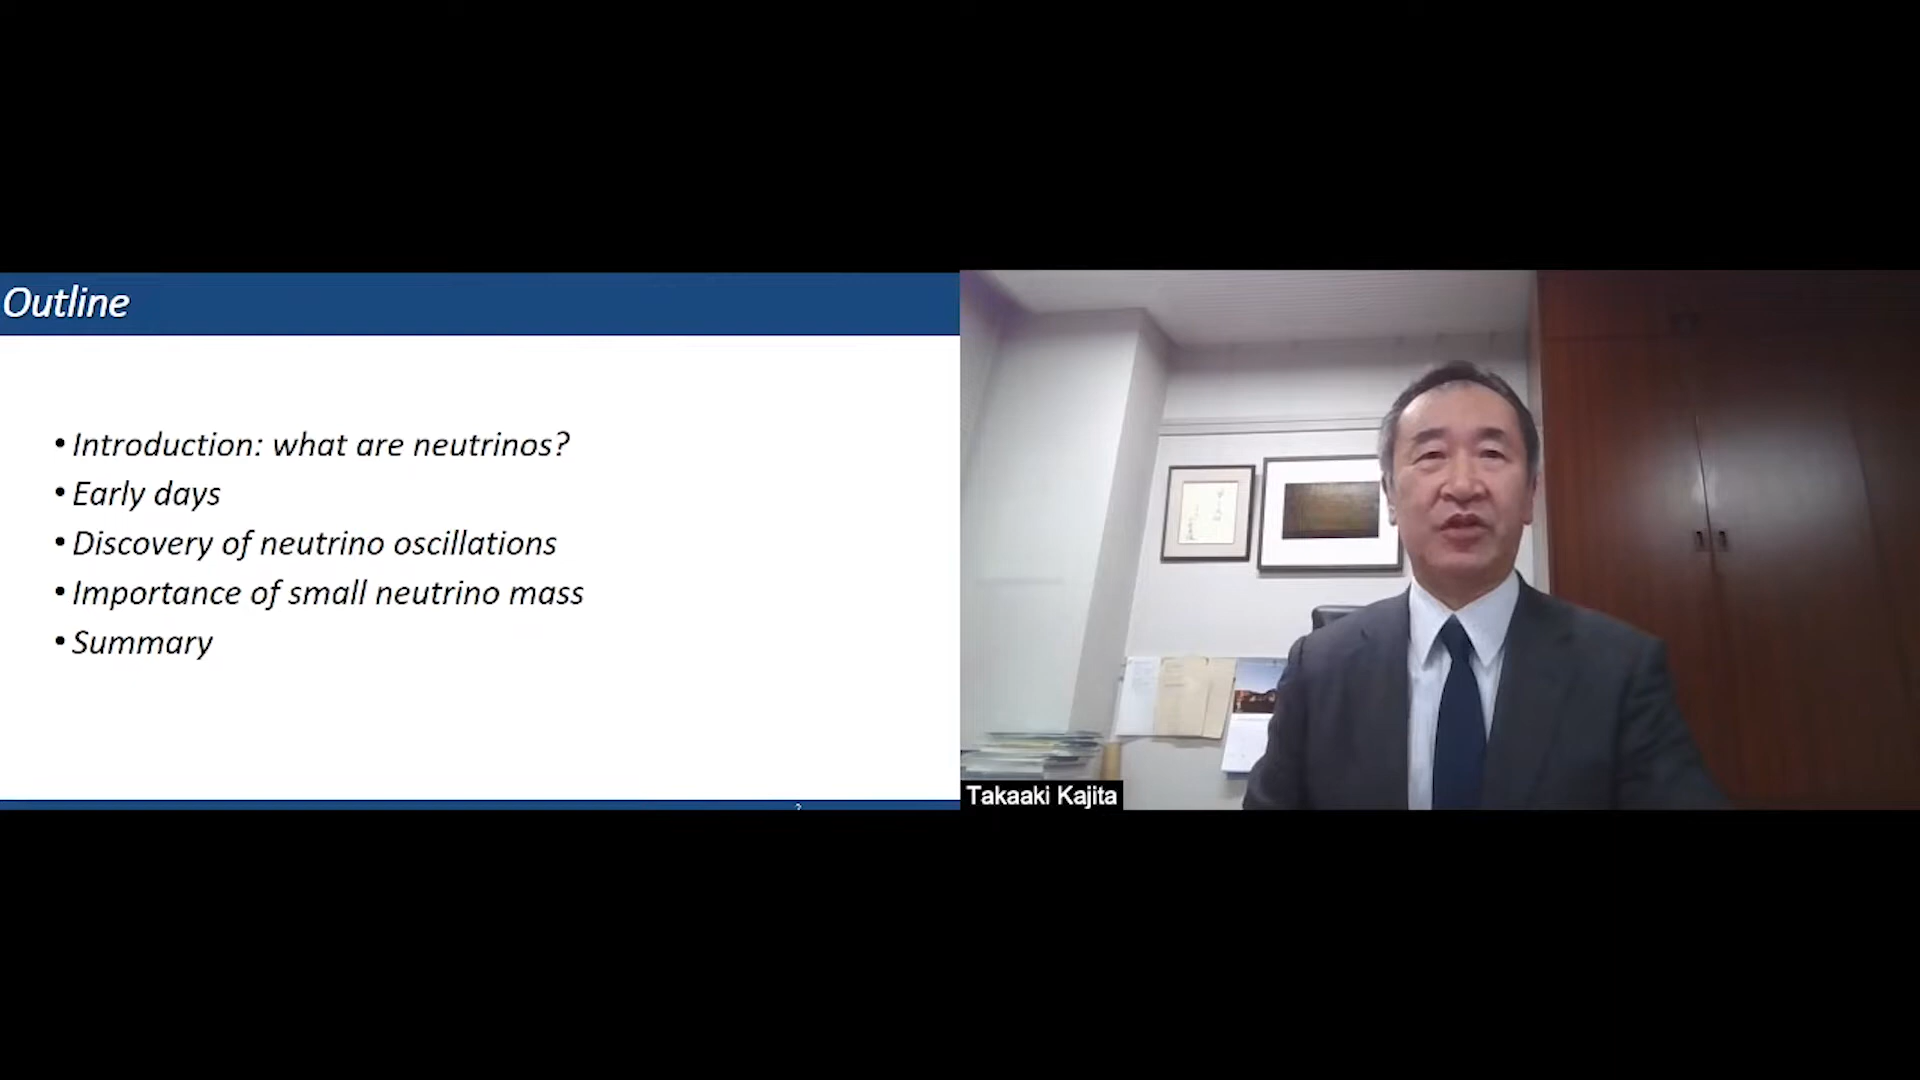 Outline
• Introduction: what are neutrinos?
• Early days
• Discovery of neutrino oscillations
• Importance of small neutrino mass
• Summary
2
Takaaki Kajita